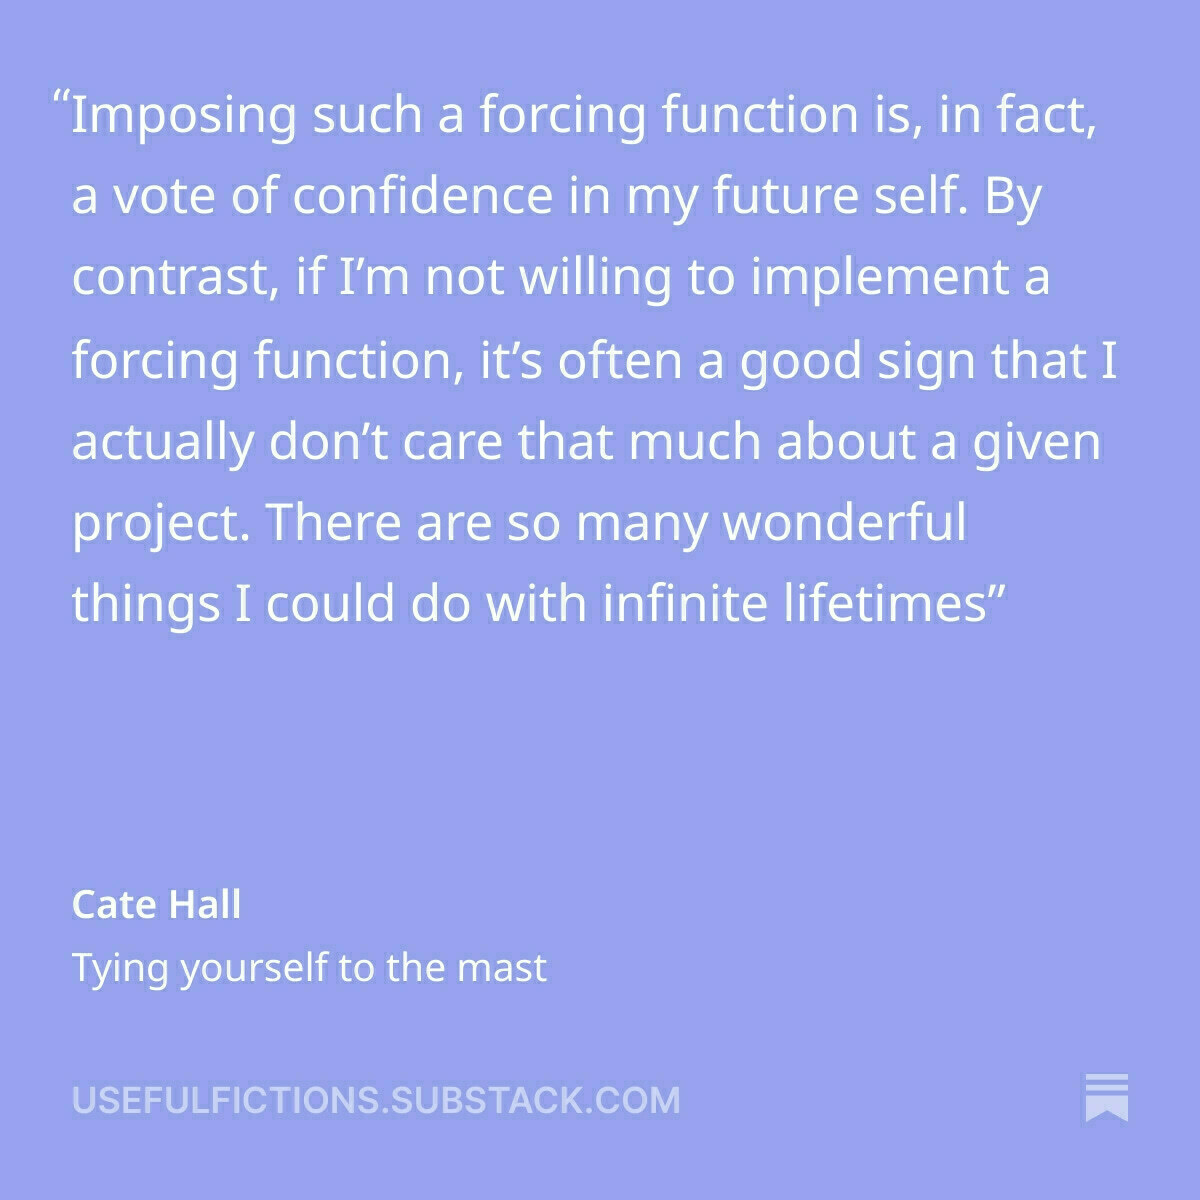 “Imposing such a forcing function is, in fact,
a vote of confidence in my future self. By
contrast, if I’m not willing to implement a
forcing function, it’s often a good sign that I
actually don’t care that much about a given
project. There are so many wonderful
things I could do with infinite lifetimes”
Cate Hall
Tying yourself to the mast
USEFULFICTIONS.SUBSTACK.COM